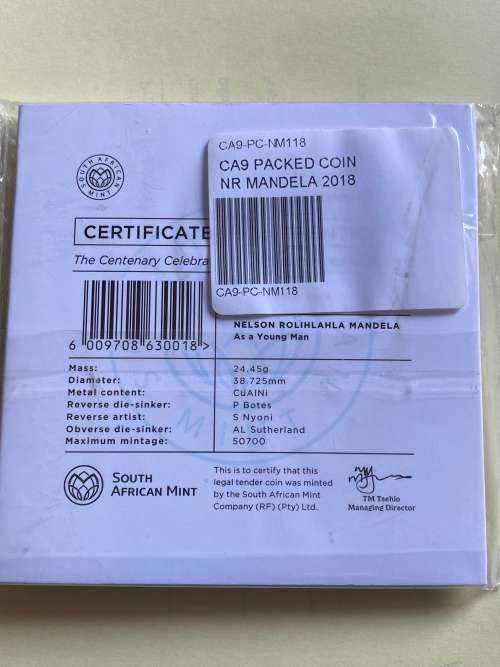 CA9-PC-NM118
CA9 PACKED COIN
NR MANDELA 2018
CA9-PC-NM118
SOUTH AFRICAN MINT
CERTIFICATE
The Centenary Celebra
6 009708 630018 >
NELSON ROLIHLAHLA MANDELA
As a Young Man
Mass: 24.45g
Diameter: 38.725mm
Metal content: CuAlNi
Reverse die-sinker: P Botes
Reverse artist: S Nyoni
Obverse die-sinker: AL Sutherland
Maximum mintage: 50700
SOUTH
AFRICAN MINT
This is to certify that this
legal tender coin was minted
by the South African Mint
Company (RF) (Pty) Ltd.
TM Tsehlo
Managing Director